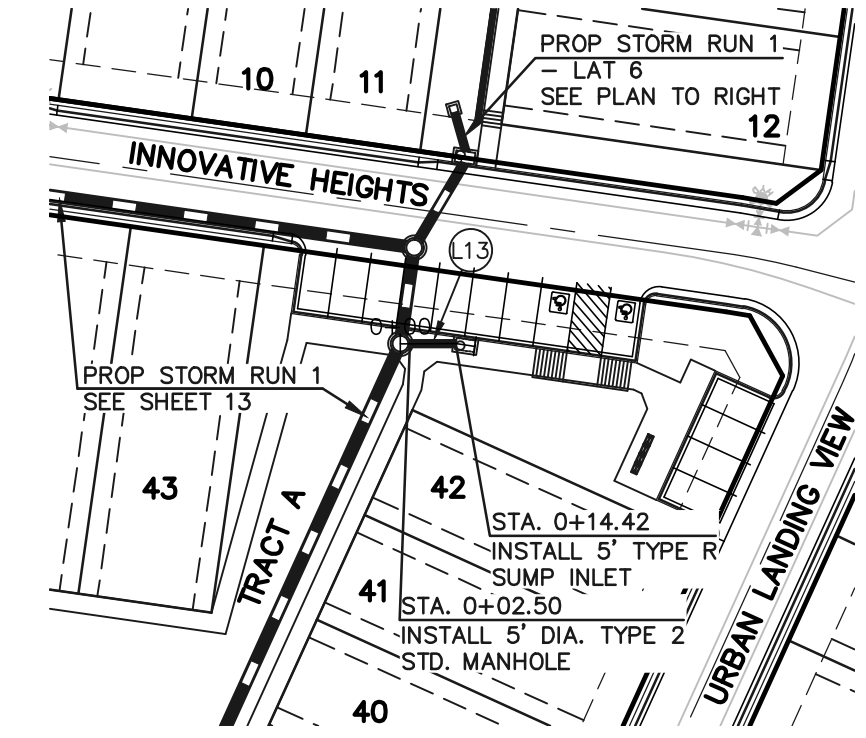 PROP STORM RUN 1
– LAT 6
SEE PLAN TO RIGHT
10
11
12
INNOVATIVE HEIGHTS
L13
0+00
PROP STORM RUN 1
SEE SHEET 13
43
42
TRACT A
STA. 0+14.42
INSTALL 5' TYPE R
SUMP INLET
41
STA. 0+02.50
INSTALL 5' DIA. TYPE 2
STD. MANHOLE
40
URBAN LANDING VIEW